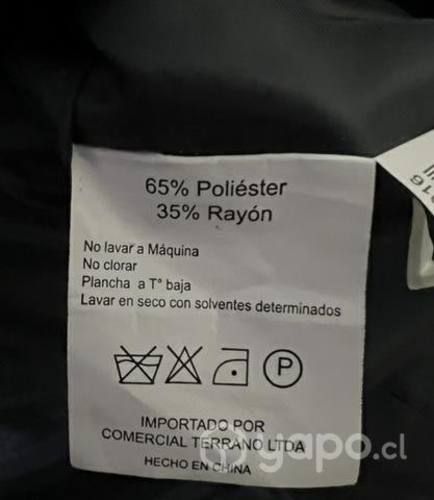 65% Poliéster
35% Rayón
No lavar a Máquina
No clorar
Plancha a T° baja
Lavar en seco con solventes determinados
P
IMPORTADO POR
COMERCIAL TERRANO LTDA
HECHO EN CHINA
yapo.cl
16